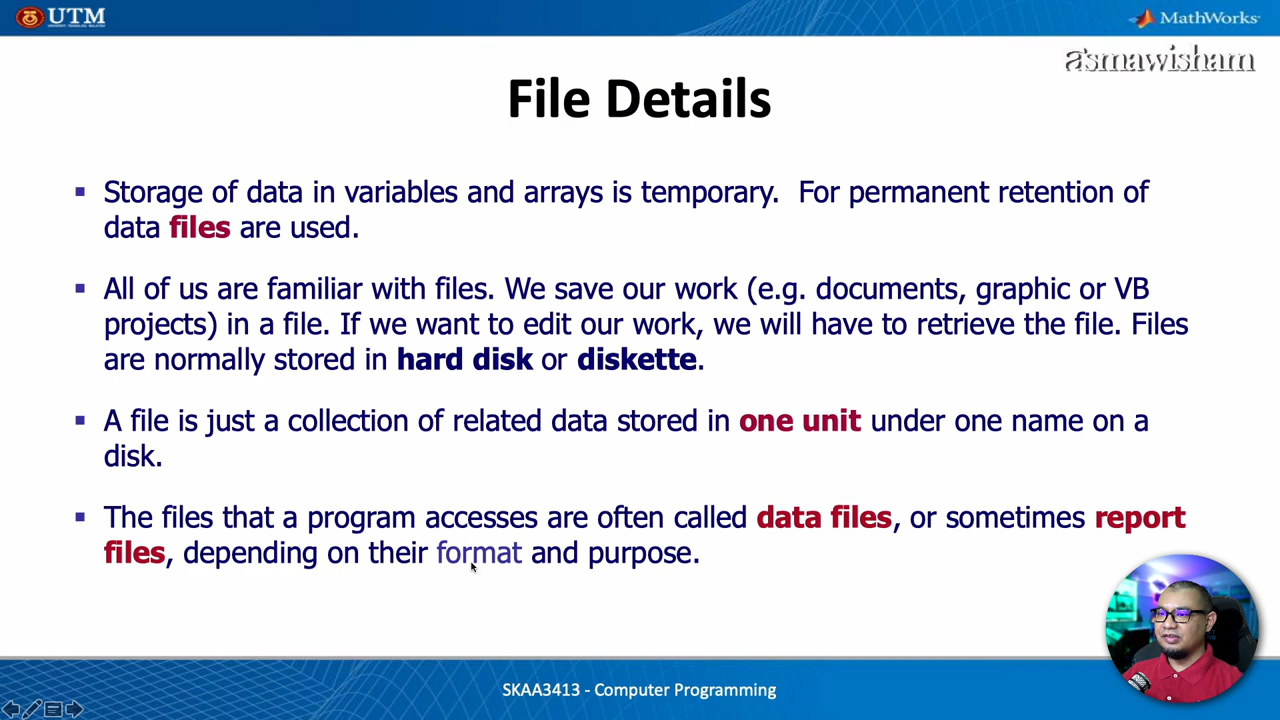 UTM
UNIVERSITI TEKNOLOGI MALAYSIA
MathWorks
asmawisham
File Details
Storage of data in variables and arrays is temporary. For permanent retention of
data files are used.
All of us are familiar with files. We save our work (e.g. documents, graphic or VB
projects) in a file. If we want to edit our work, we will have to retrieve the file. Files
are normally stored in hard disk or diskette.
A file is just a collection of related data stored in one unit under one name on a
disk.
The files that a program accesses are often called data files, or sometimes report
files, depending on their format and purpose.
SKAA3413 - Computer Programming